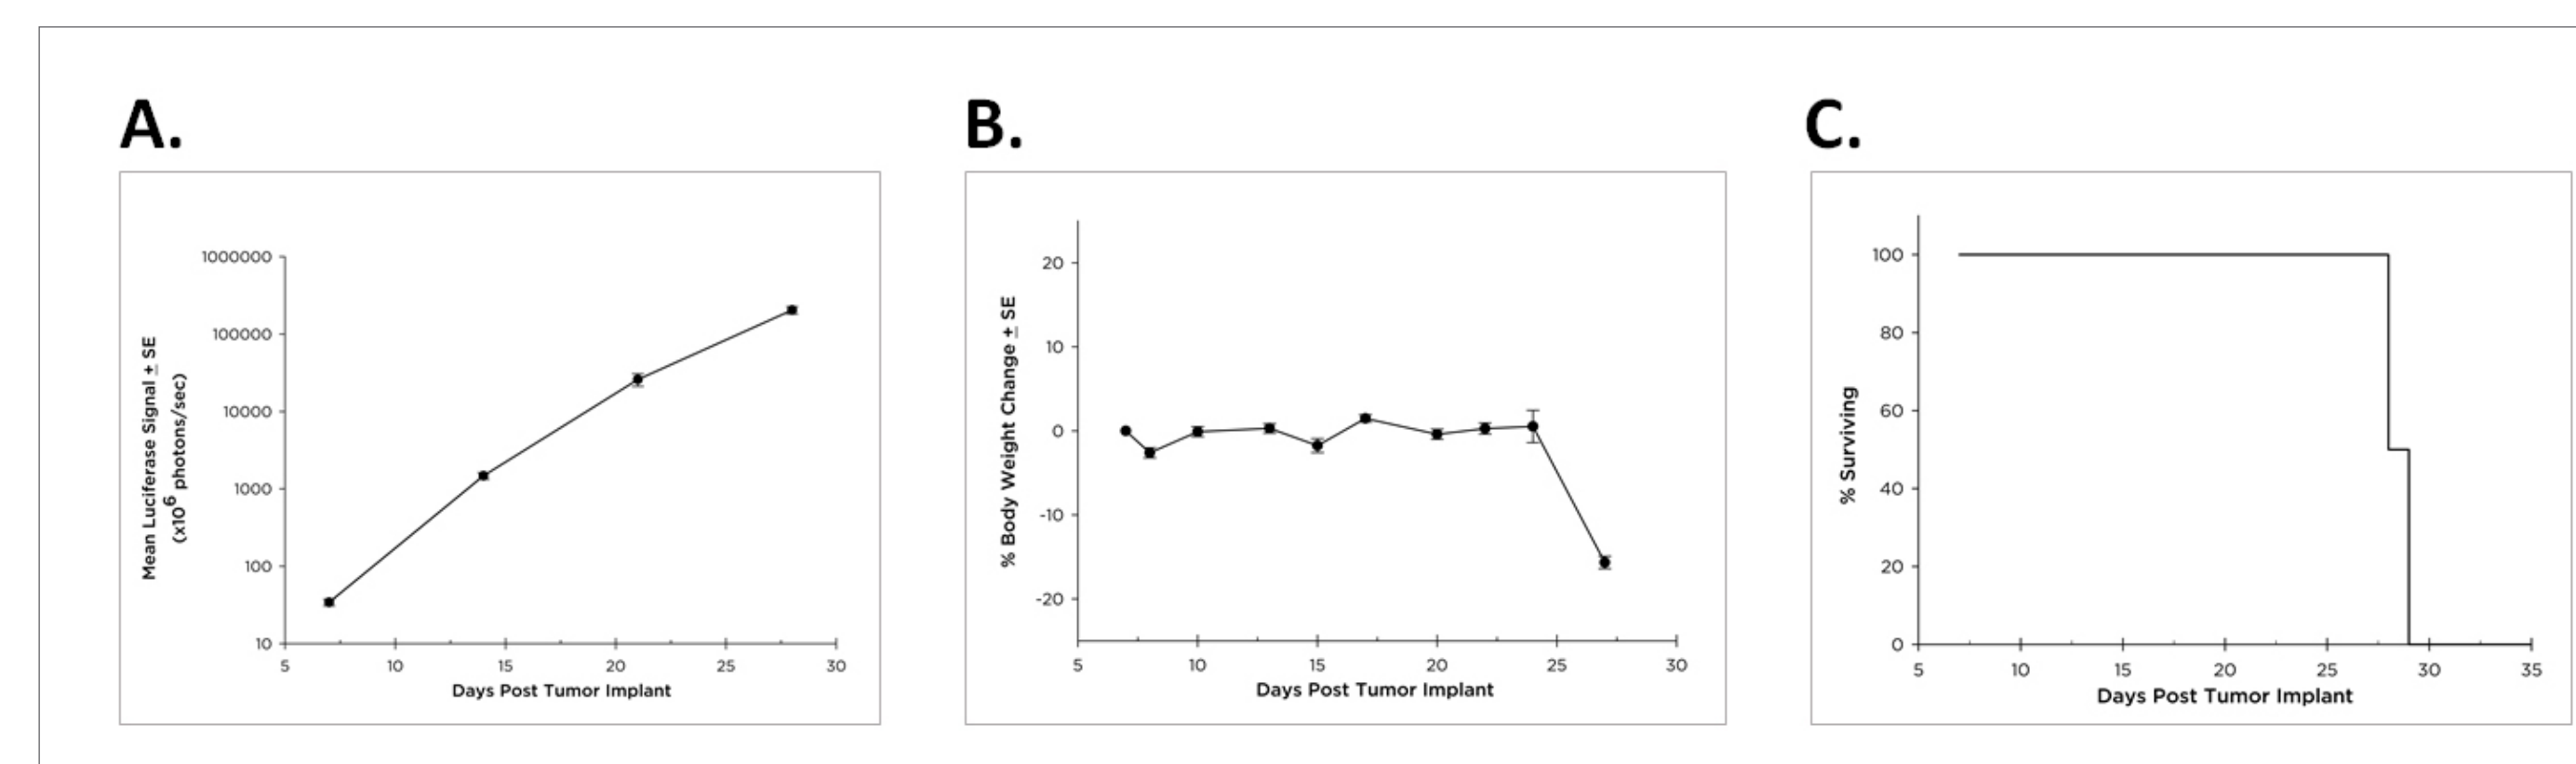 A.
B.
C.
Mean Luciferase Signal ± SE
(x10⁶ photons/sec)
1000000
100000
10000
1000
100
10
5 10 15 20 25 30
Days Post Tumor Implant
% Body Weight Change ± SE
20
10
0
-10
-20
5 10 15 20 25 30
Days Post Tumor Implant
% Surviving
100
80
60
40
20
0
5 10 15 20 25 30 35
Days Post Tumor Implant